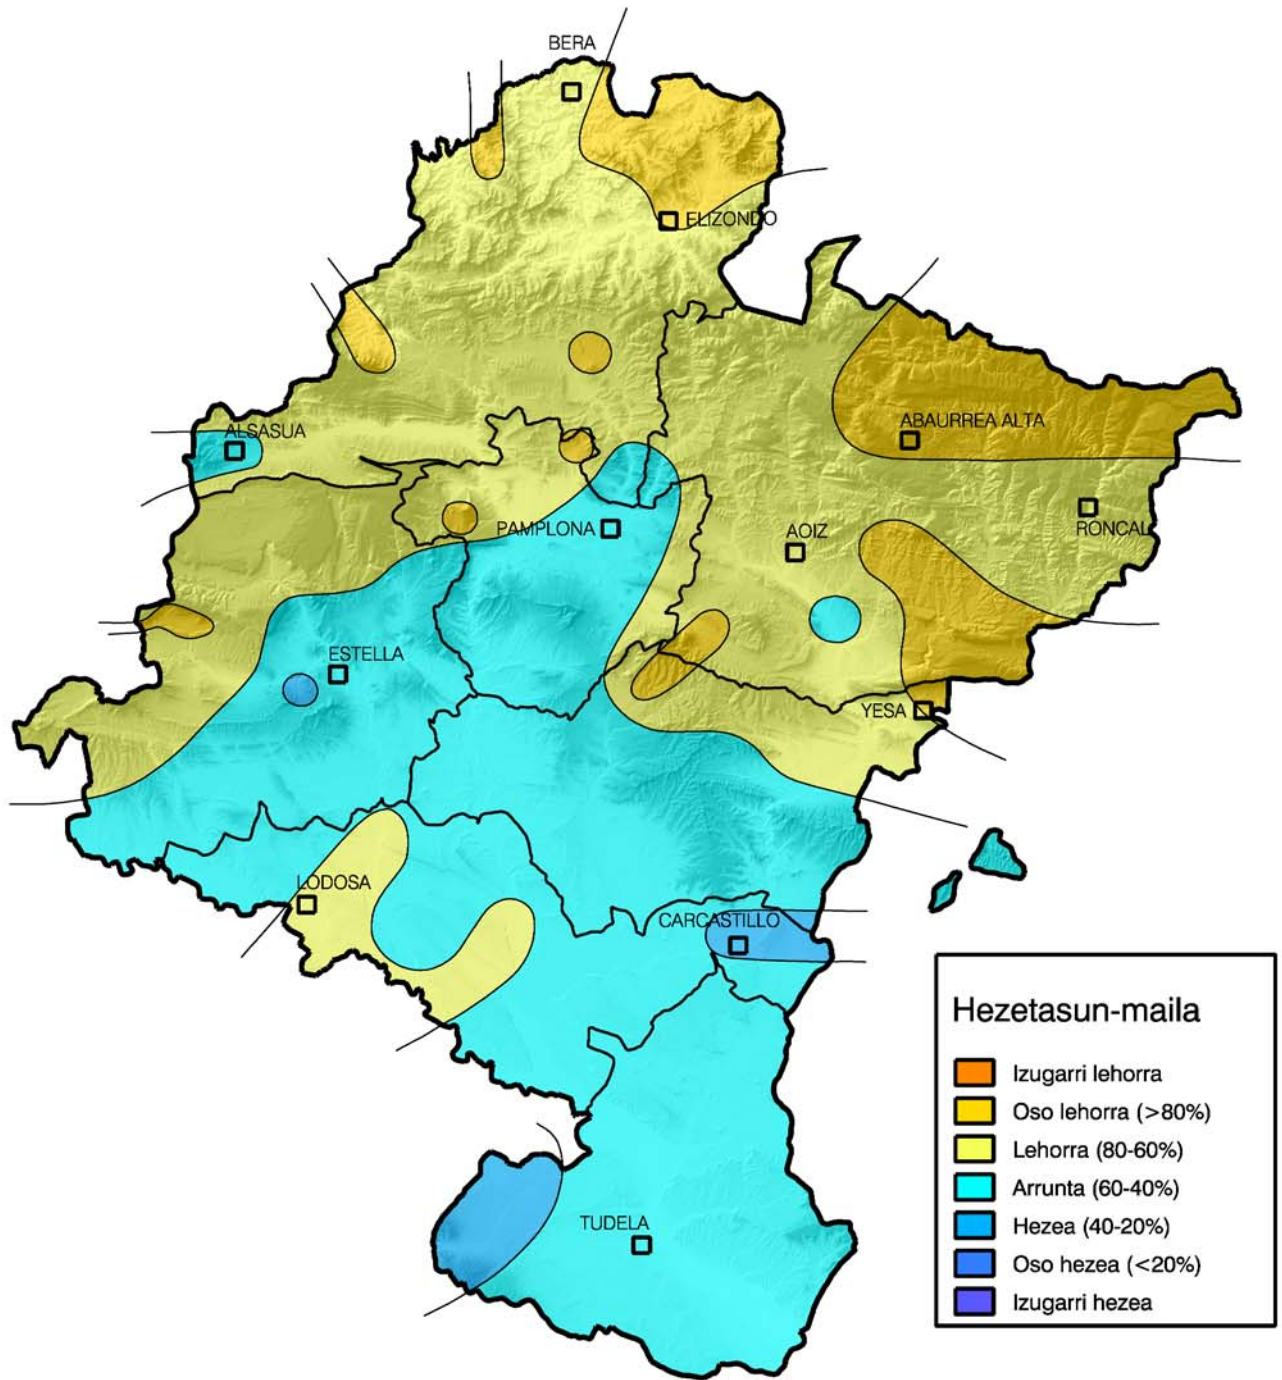 BERA
ELIZONDO
ALSASUA
ABAURREA ALTA
PAMPLONA
AOIZ
RONCAL
ESTELLA
YESA
LODOSA
CARCASTILLO
TUDELA
Hezetasun-maila
Izugarri lehorra
Oso lehorra (>80%)
Lehorra (80-60%)
Arrunta (60-40%)
Hezea (40-20%)
Oso hezea (<20%)
Izugarri hezea